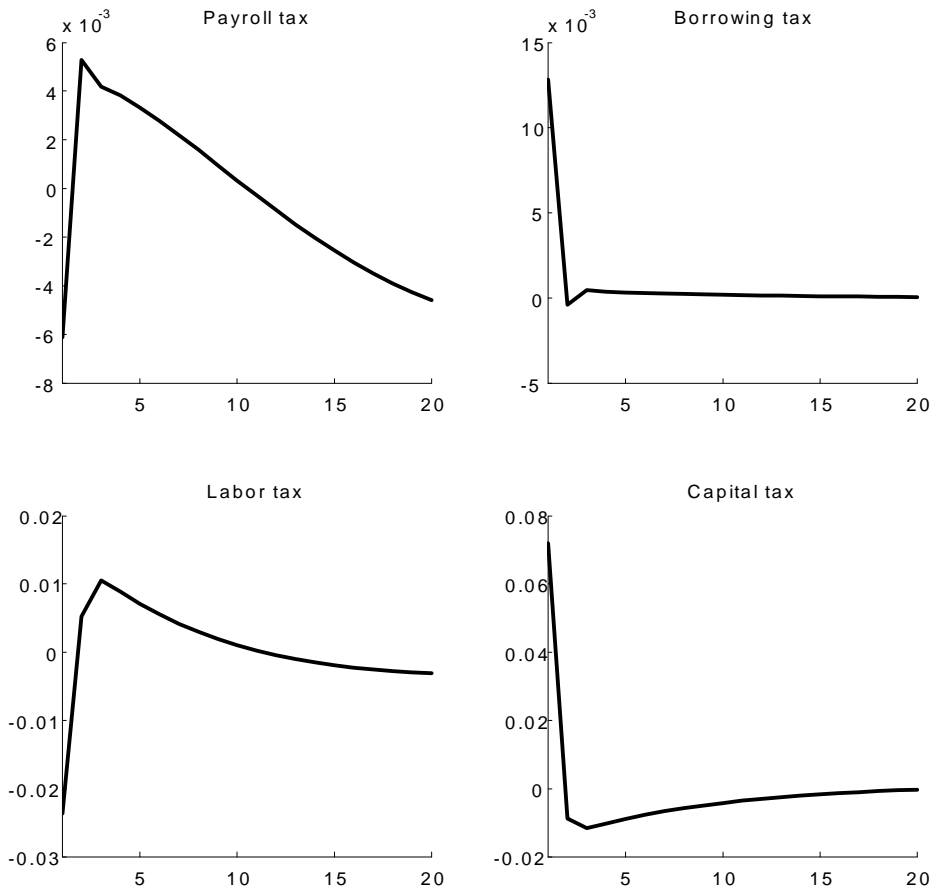 Payroll tax
x 10^-3
6
4
2
0
-2
-4
-6
-8
5 10 15 20
Borrowing tax
x 10^-3
15
10
5
0
-5
5 10 15 20
Labor tax
0.02
0.01
0
-0.01
-0.02
-0.03
5 10 15 20
Capital tax
0.08
0.06
0.04
0.02
0
-0.02
5 10 15 20